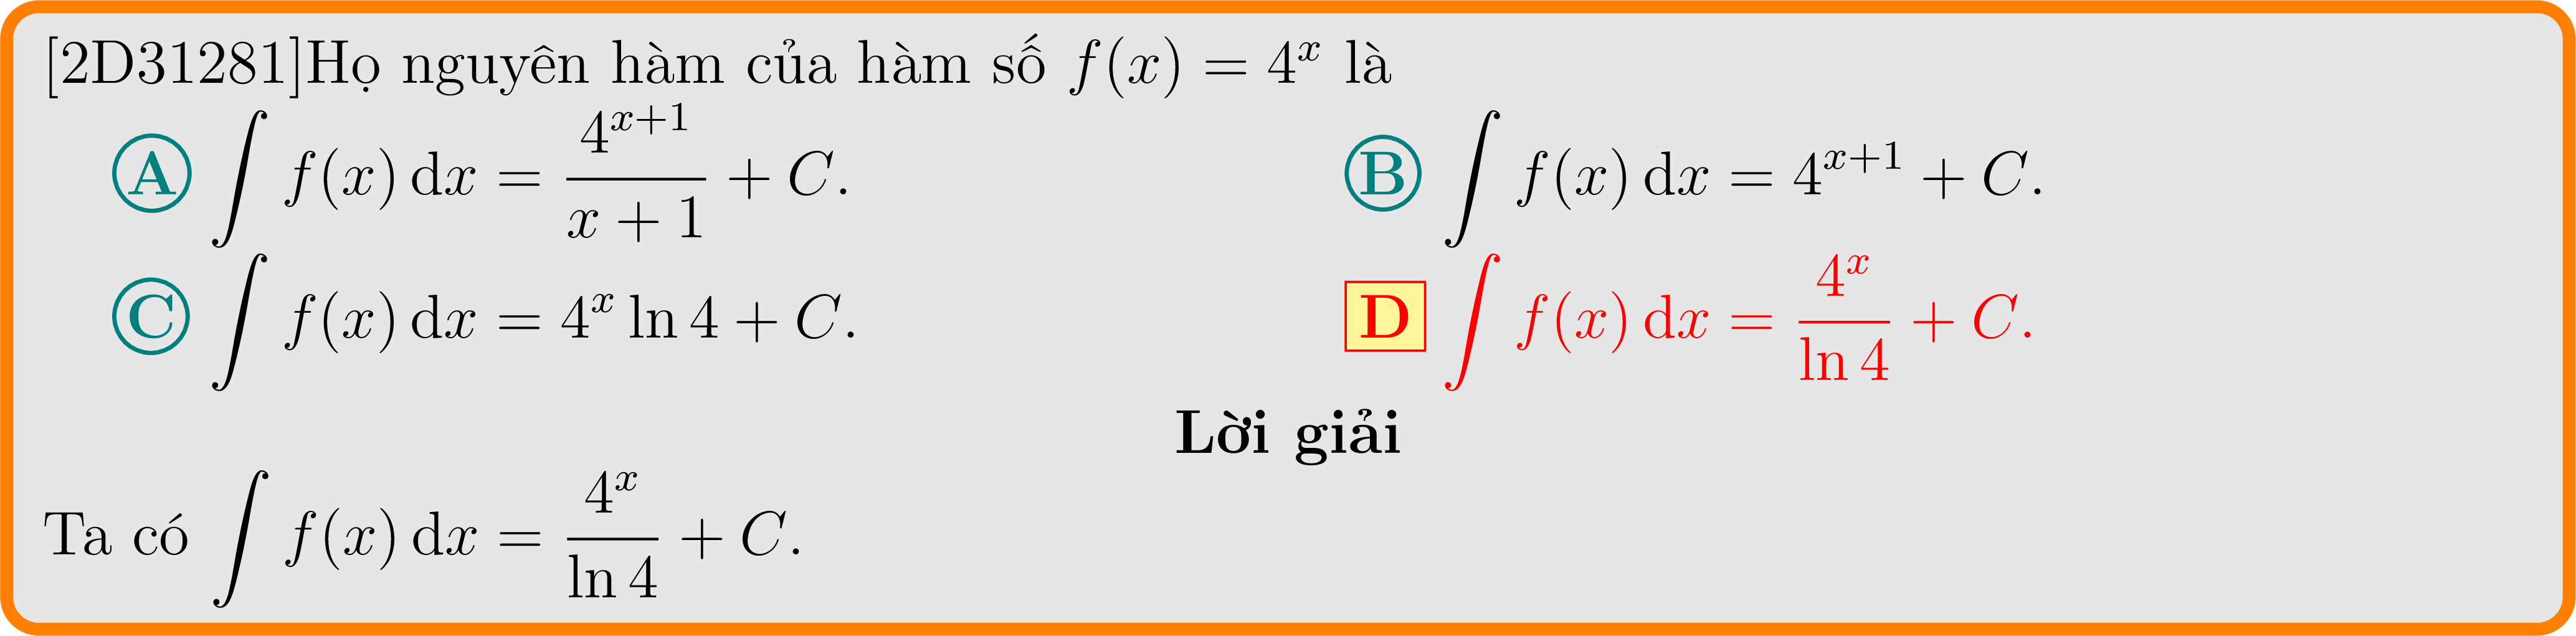 [2D31281]Họ nguyên hàm của hàm số $f(x) = 4^x$ là
A $\int f(x)\,\mathrm{d}x = \frac{4^{x+1}}{x+1} + C.$ B $\int f(x)\,\mathrm{d}x = 4^{x+1} + C.$
C $\int f(x)\,\mathrm{d}x = 4^x \ln 4 + C.$ D $\int f(x)\,\mathrm{d}x = \frac{4^x}{\ln 4} + C.$
Lời giải
Ta có $\int f(x)\,\mathrm{d}x = \frac{4^x}{\ln 4} + C.$